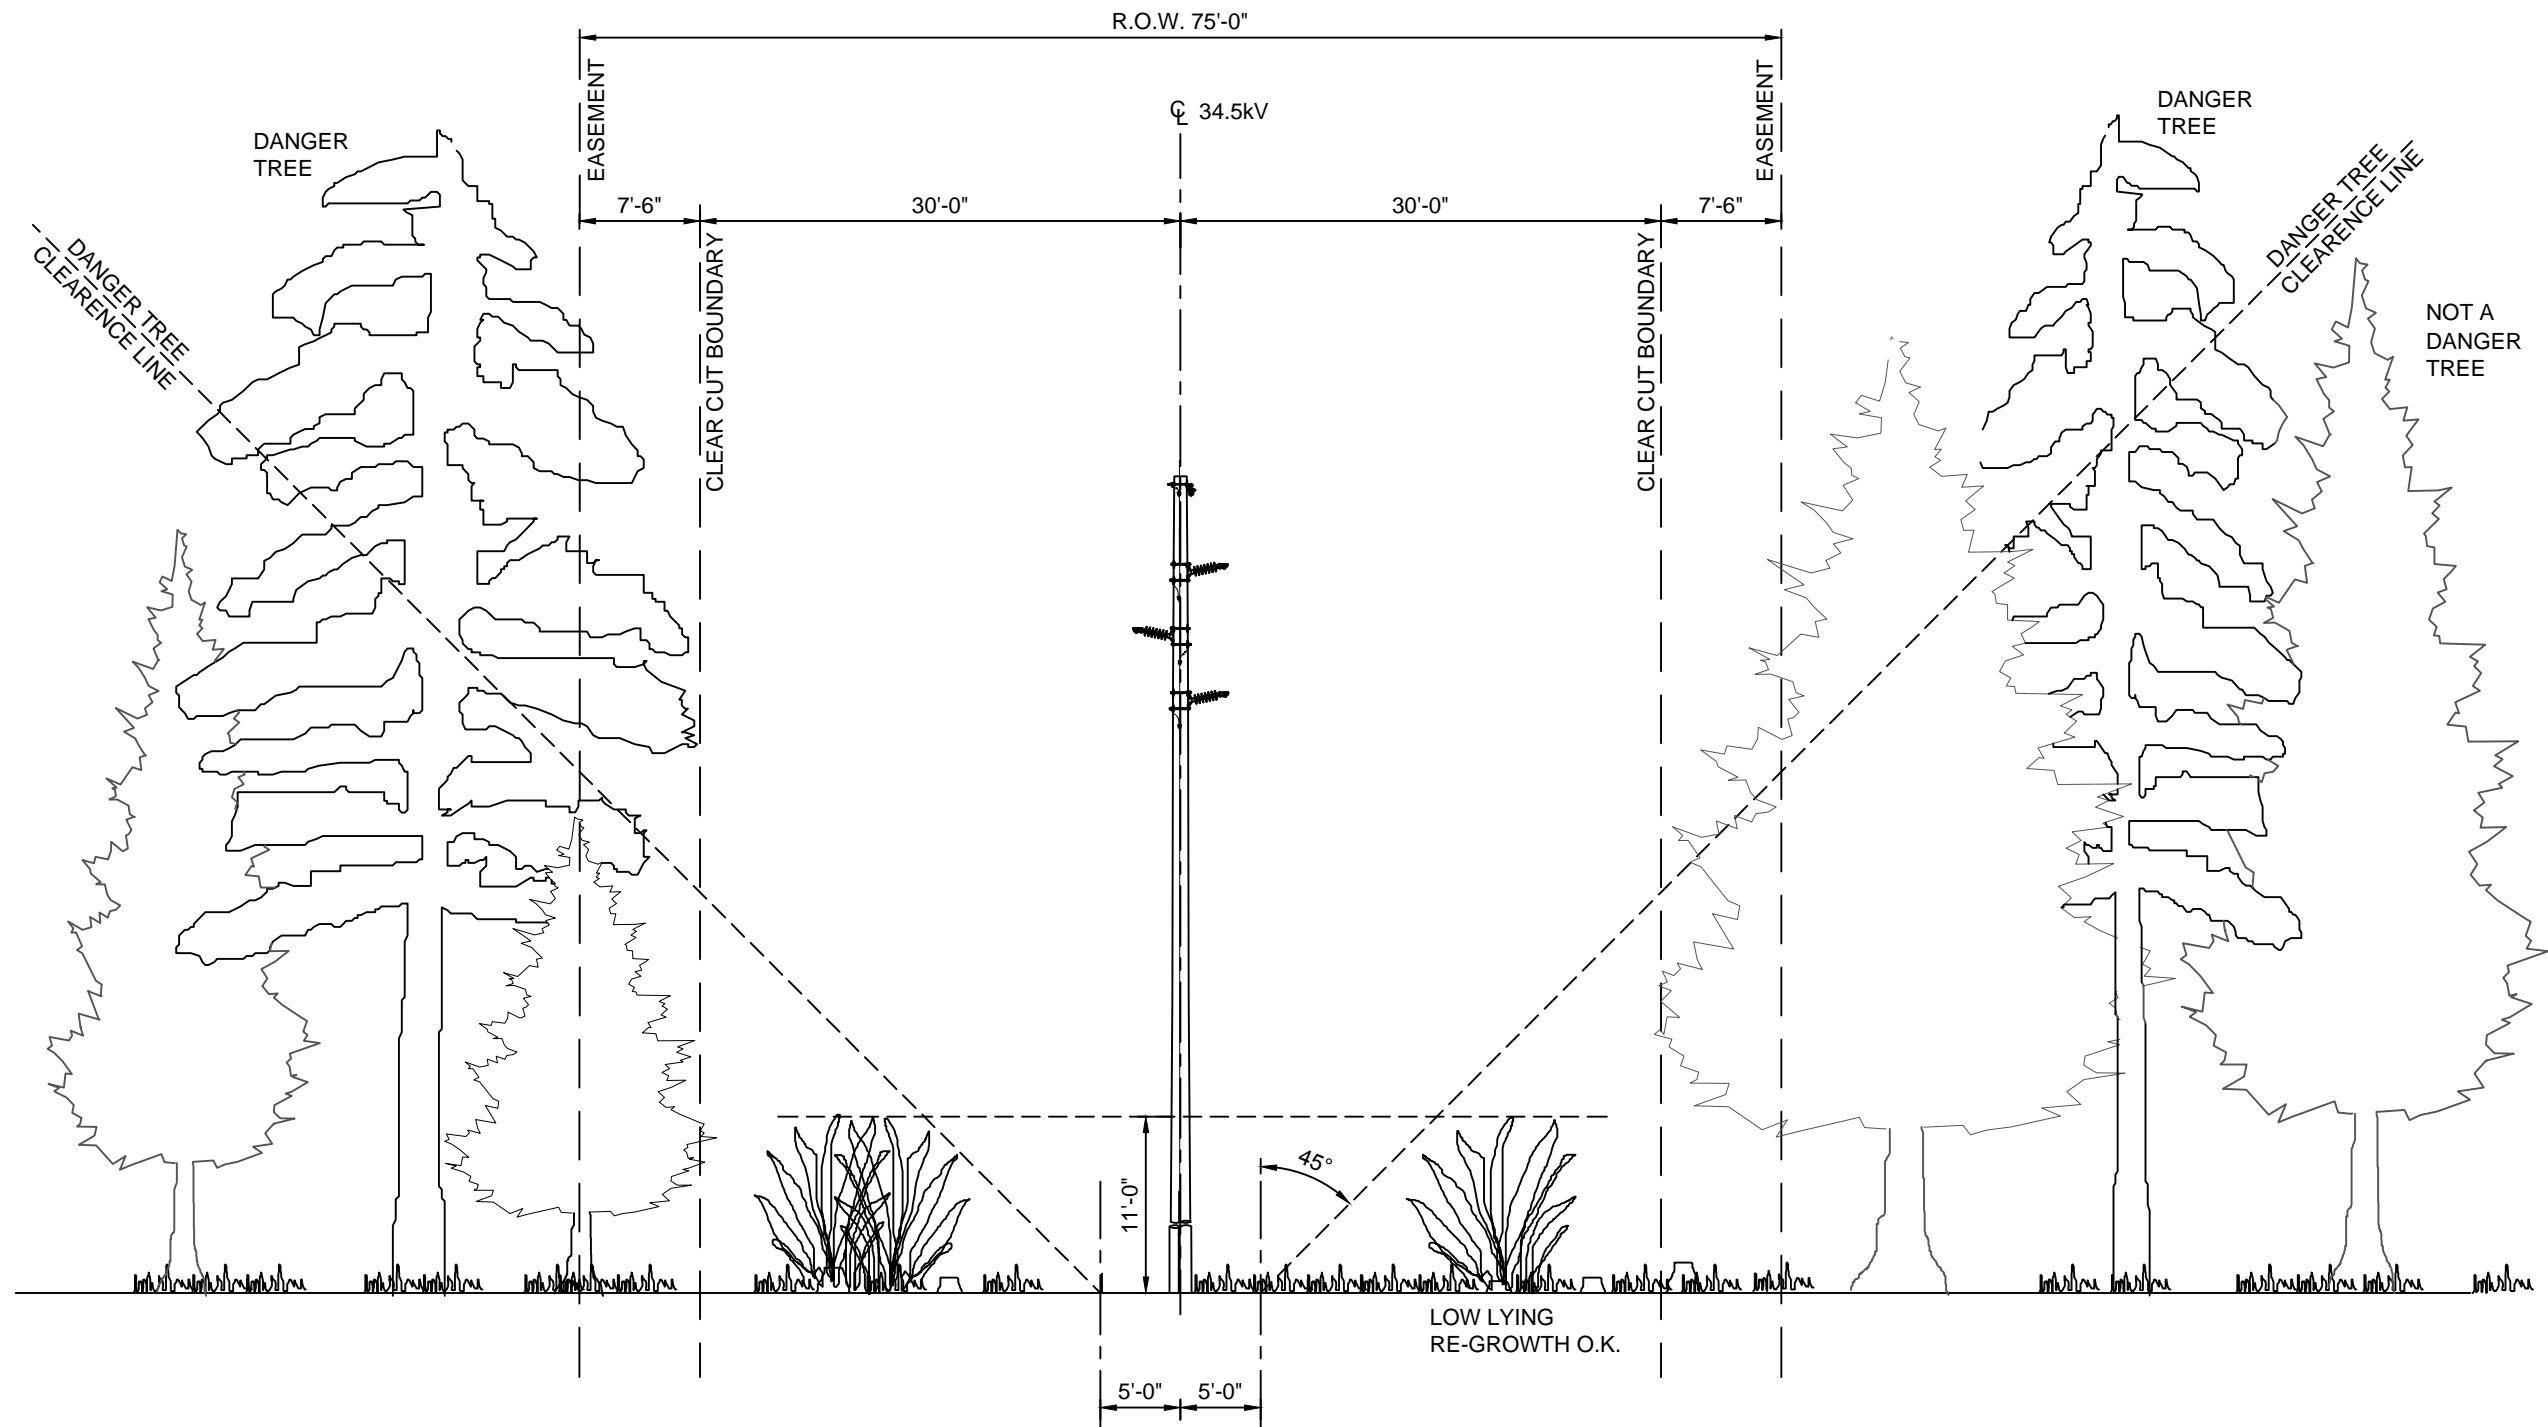 R.O.W. 75'-0"
EASEMENT
EASEMENT
℄ 34.5kV
DANGER
TREE
DANGER
TREE
DANGER TREE
CLEARENCE LINE
DANGER TREE
CLEARENCE LINE
7'-6"
30'-0"
30'-0"
7'-6"
CLEAR CUT BOUNDARY
CLEAR CUT BOUNDARY
NOT A
DANGER
TREE
45°
11'-0"
LOW LYING
RE-GROWTH O.K.
5'-0"
5'-0"